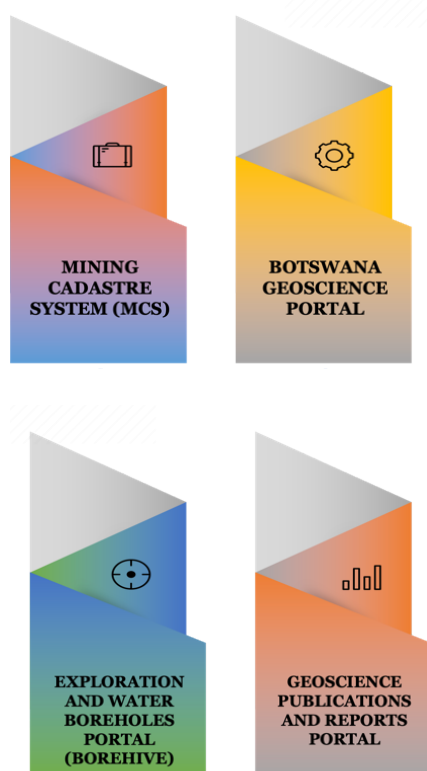 MINING
CADASTRE
SYSTEM (MCS)
BOTSWANA
GEOSCIENCE
PORTAL
EXPLORATION
AND WATER
BOREHOLES
PORTAL
(BOREHIVE)
GEOSCIENCE
PUBLICATIONS
AND REPORTS
PORTAL